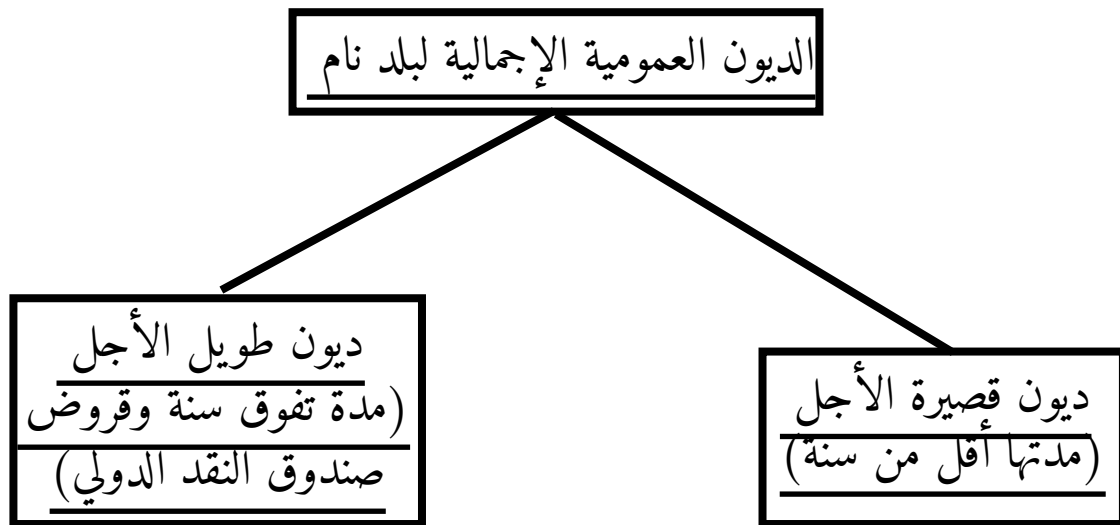 الديون العمومية الإجمالية لبلد نام
ديون قصيرة الأجل
(مدتها أقل من سنة)
ديون طويل الأجل
(مدة تفوق سنة وقروض
صندوق النقد الدولي)